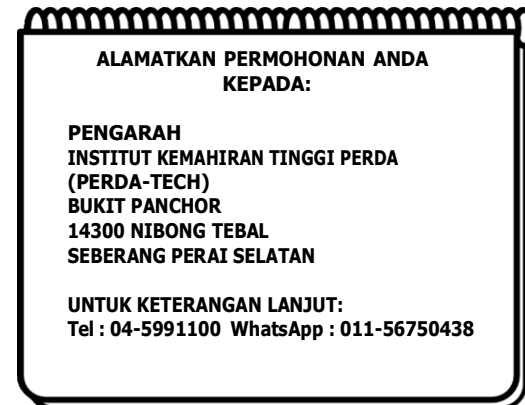 ALAMATKAN PERMOHONAN ANDA
KEPADA:
PENGARAH
INSTITUT KEMAHIRAN TINGGI PERDA
(PERDA-TECH)
BUKIT PANCHOR
14300 NIBONG TEBAL
SEBERANG PERAI SELATAN
UNTUK KETERANGAN LANJUT:
Tel : 04-5991100 WhatsApp : 011-56750438